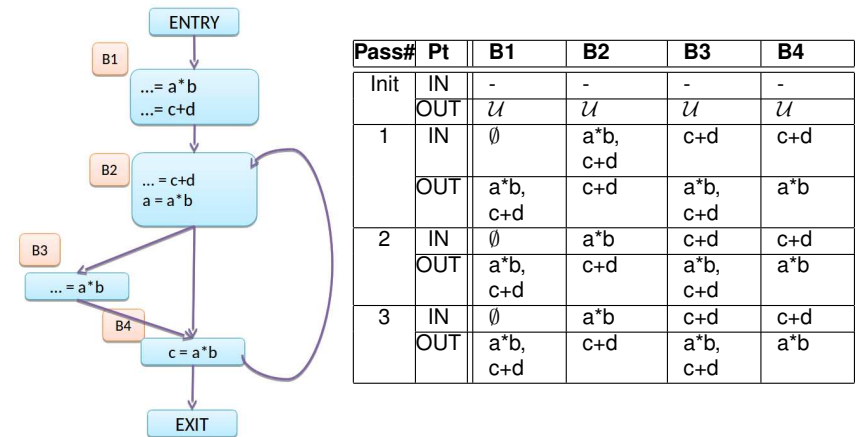 ENTRY
B1
...= a*b
...= c+d
B2
... = c+d
a = a*b
B3
... = a*b
B4
c = a*b
EXIT
Pass# Pt B1 B2 B3 B4
Init IN - - - -
OUT 𝒰 𝒰 𝒰 𝒰
1 IN ∅ a*b, c+d c+d
c+d
OUT a*b, c+d a*b, a*b
c+d c+d
2 IN ∅ a*b c+d c+d
OUT a*b, c+d a*b, a*b
c+d c+d
3 IN ∅ a*b c+d c+d
OUT a*b, c+d a*b, a*b
c+d c+d